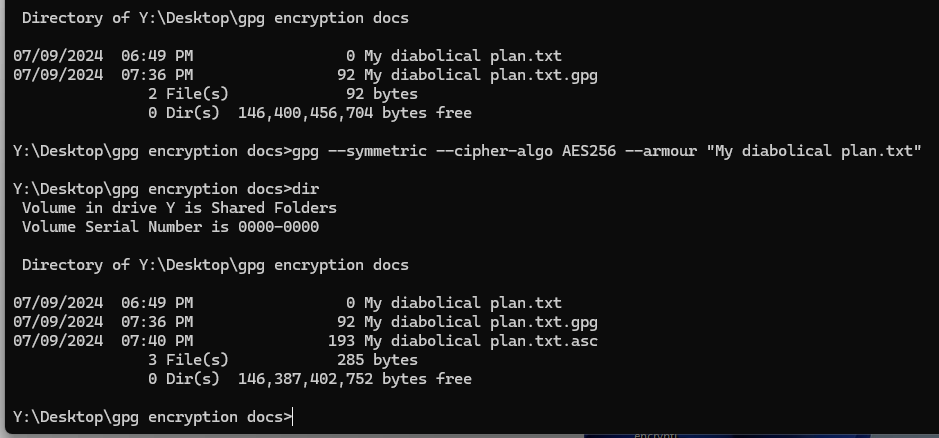 Directory of Y:\Desktop\gpg encryption docs
07/09/2024  06:49 PM                 0 My diabolical plan.txt
07/09/2024  07:36 PM                92 My diabolical plan.txt.gpg
               2 File(s)             92 bytes
               0 Dir(s)  146,400,456,704 bytes free
Y:\Desktop\gpg encryption docs>gpg --symmetric --cipher-algo AES256 --armour "My diabolical plan.txt"
Y:\Desktop\gpg encryption docs>dir
 Volume in drive Y is Shared Folders
 Volume Serial Number is 0000-0000
 Directory of Y:\Desktop\gpg encryption docs
07/09/2024  06:49 PM                 0 My diabolical plan.txt
07/09/2024  07:36 PM                92 My diabolical plan.txt.gpg
07/09/2024  07:40 PM               193 My diabolical plan.txt.asc
               3 File(s)            285 bytes
               0 Dir(s)  146,387,402,752 bytes free
Y:\Desktop\gpg encryption docs>